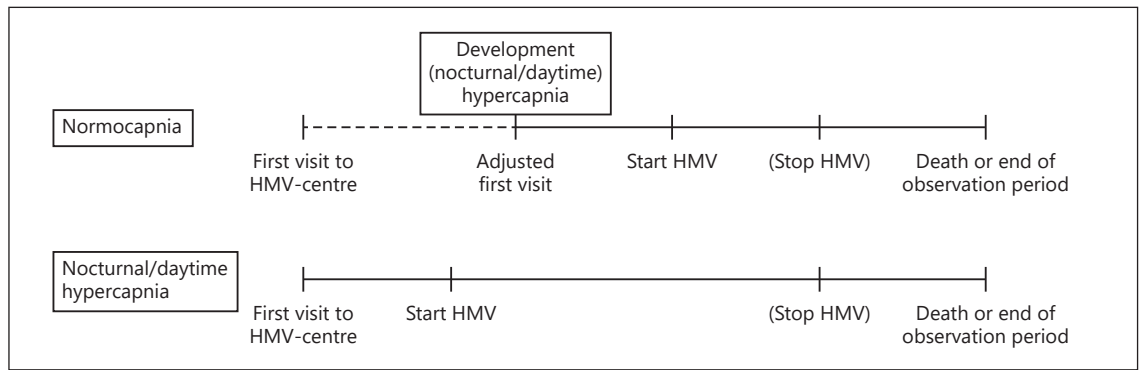 Development
(nocturnal/daytime)
hypercapnia
Normocapnia
First visit to
HMV-centre
Adjusted
first visit
Start HMV
(Stop HMV)
Death or end of
observation period
Nocturnal/daytime
hypercapnia
First visit to
HMV-centre
Start HMV
(Stop HMV)
Death or end of
observation period